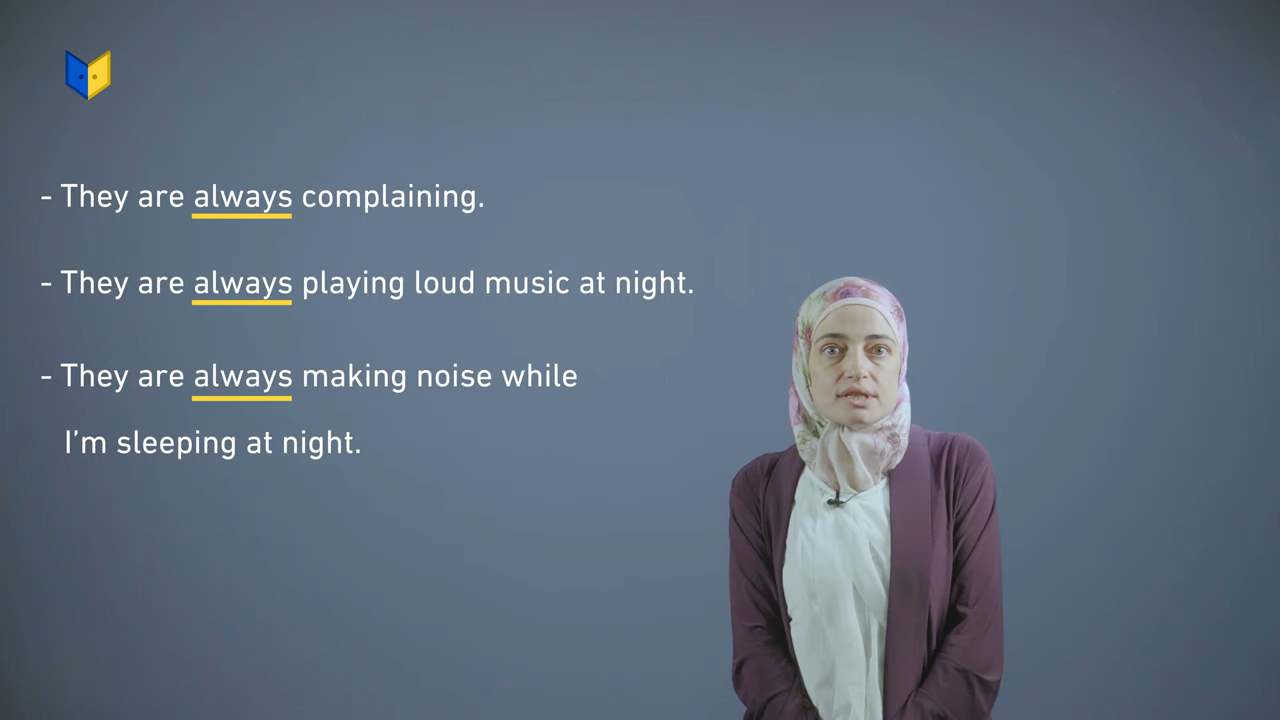 - They are always complaining.
- They are always playing loud music at night.
- They are always making noise while
I’m sleeping at night.